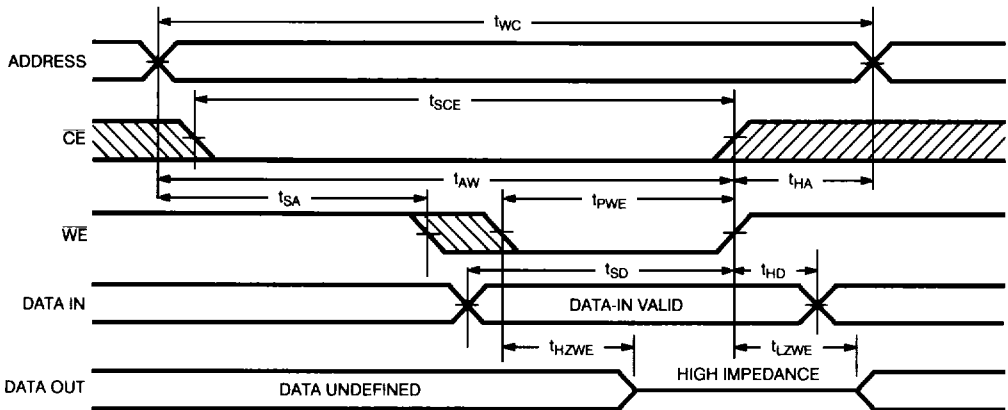 tWC
ADDRESS
tSCE
CE
tAW
tHA
tSA
tPWE
WE
tSD
tHD
DATA IN
DATA-IN VALID
tHZWE
tLZWE
HIGH IMPEDANCE
DATA OUT
DATA UNDEFINED